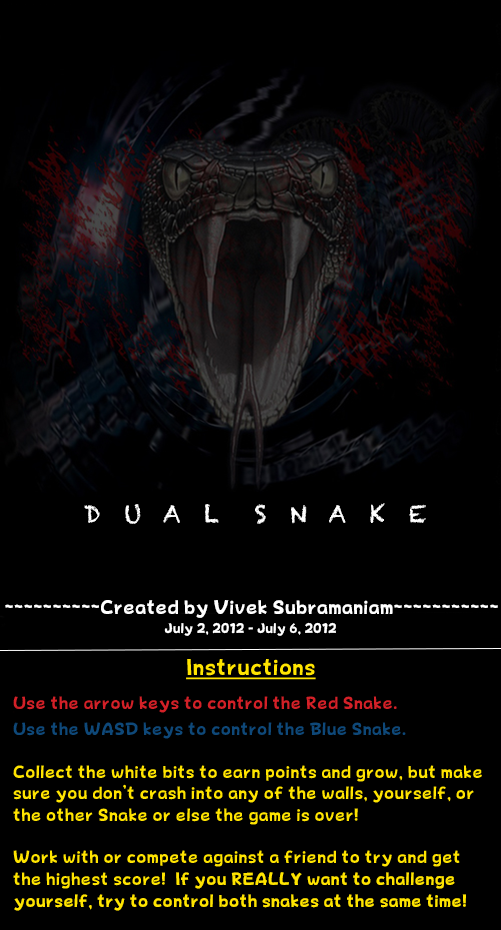 DUAL SNAKE
~~~~~~~~~~Created by Vivek Subramaniam~~~~~~~~~~~
July 2, 2012 - July 6, 2012
Instructions
Use the arrow keys to control the Red Snake.
Use the WASD keys to control the Blue Snake.
Collect the white bits to earn points and grow, but make
sure you don't crash into any of the walls, yourself, or
the other Snake or else the game is over!
Work with or compete against a friend to try and get
the highest score!  If you REALLY want to challenge
yourself, try to control both snakes at the same time!